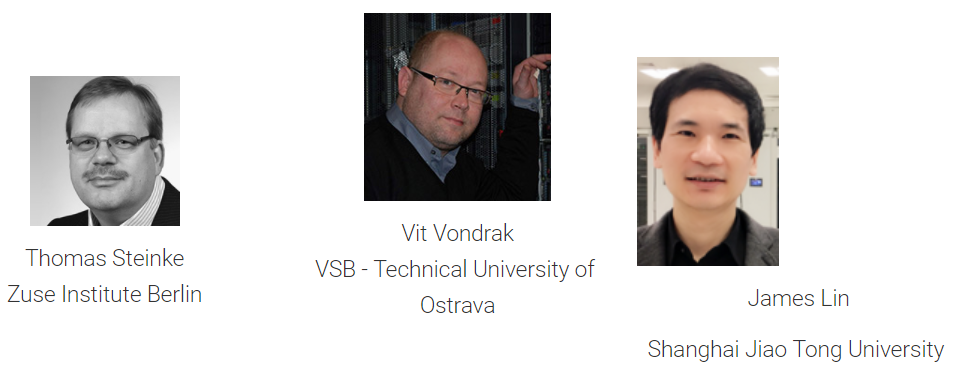 Thomas Steinke
Zuse Institute Berlin
Vit Vondrak
VSB - Technical University of
Ostrava
James Lin
Shanghai Jiao Tong University